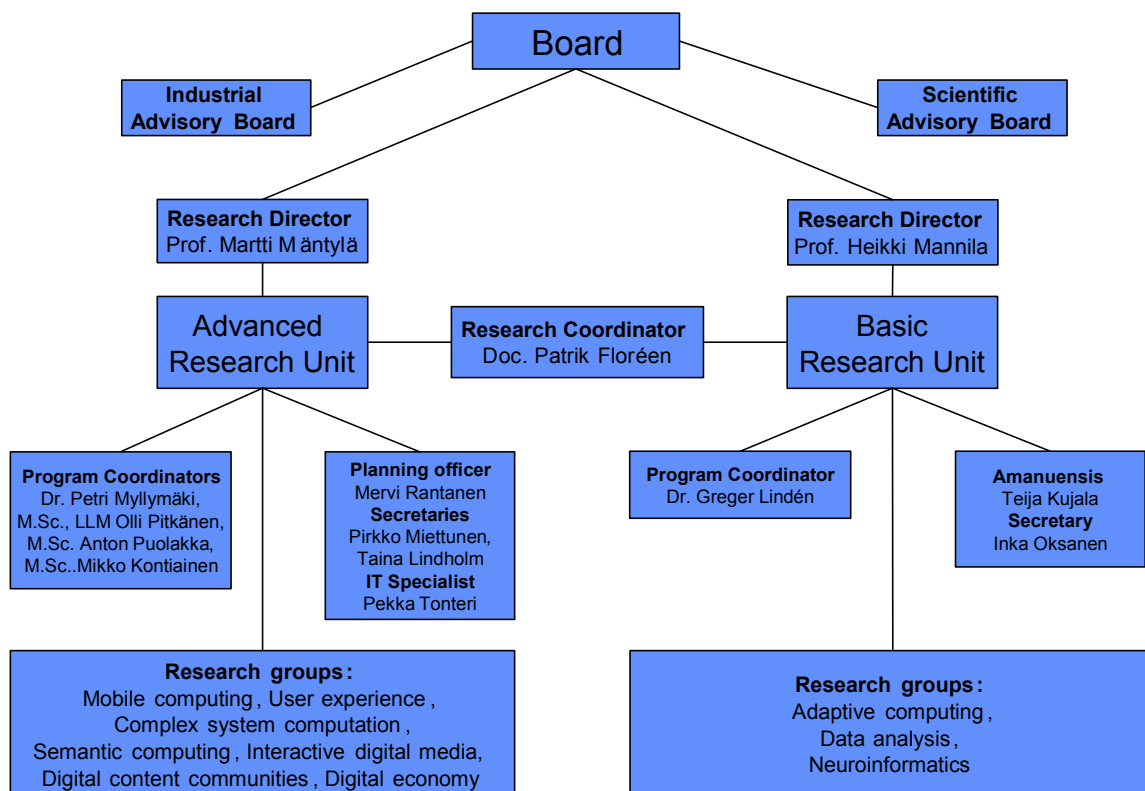 Board
Industrial
Advisory Board
Scientific
Advisory Board
Research Director
Prof. Martti Mäntylä
Research Director
Prof. Heikki Mannila
Advanced
Research Unit
Research Coordinator
Doc. Patrik Floréen
Basic
Research Unit
Program Coordinators
Dr. Petri Myllymäki,
M.Sc., LLM Olli Pitkänen,
M.Sc. Anton Puolakka,
M.Sc..Mikko Kontiainen
Planning officer
Mervi Rantanen
Secretaries
Pirkko Miettunen,
Taina Lindholm
IT Specialist
Pekka Tonteri
Program Coordinator
Dr. Greger Lindén
Amanuensis
Teija Kujala
Secretary
Inka Oksanen
Research groups:
Mobile computing, User experience,
Complex system computation,
Semantic computing, Interactive digital media,
Digital content communities, Digital economy
Research groups:
Adaptive computing,
Data analysis,
Neuroinformatics